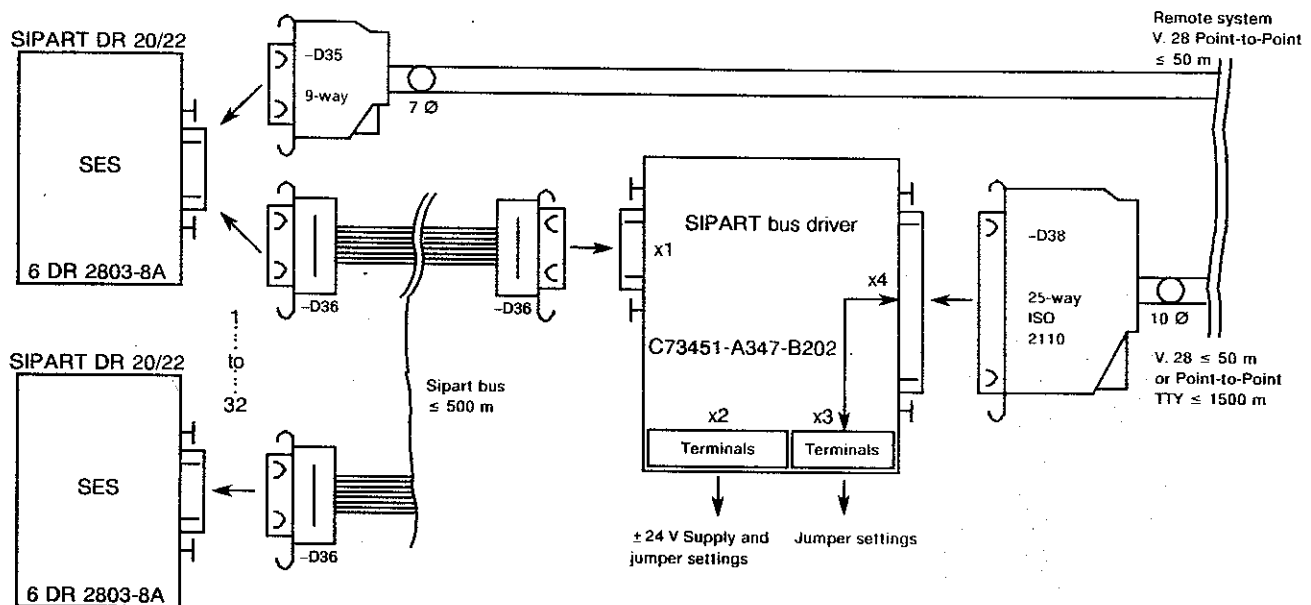 SIPART DR 20/22
SES
6 DR 2803-8A
-D35
9-way
7 Ø
Remote system
V. 28 Point-to-Point
≤ 50 m
-D36
-D36
SIPART bus driver
x1
x4
C73451-A347-B202
x2
x3
Terminals
Terminals
-D38
25-way
ISO
2110
10 Ø
V. 28 ≤ 50 m
or Point-to-Point
TTY ≤ 1500 m
1
to
32
Sipart bus
≤ 500 m
SIPART DR 20/22
SES
6 DR 2803-8A
-D36
± 24 V Supply and
jumper settings
Jumper settings